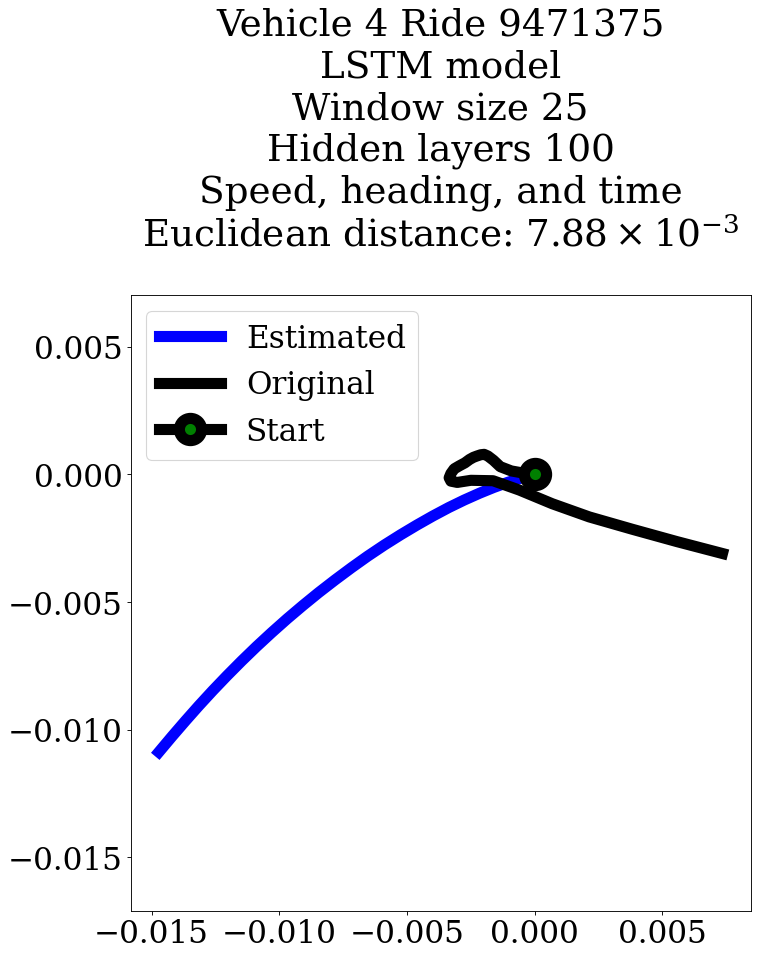 Vehicle 4 Ride 9471375
LSTM model
Window size 25
Hidden layers 100
Speed, heading, and time
Euclidean distance: 7.88 × 10⁻³
Estimated
Original
Start
0.005
0.000
−0.005
−0.010
−0.015
−0.015 −0.010 −0.005 0.000 0.005